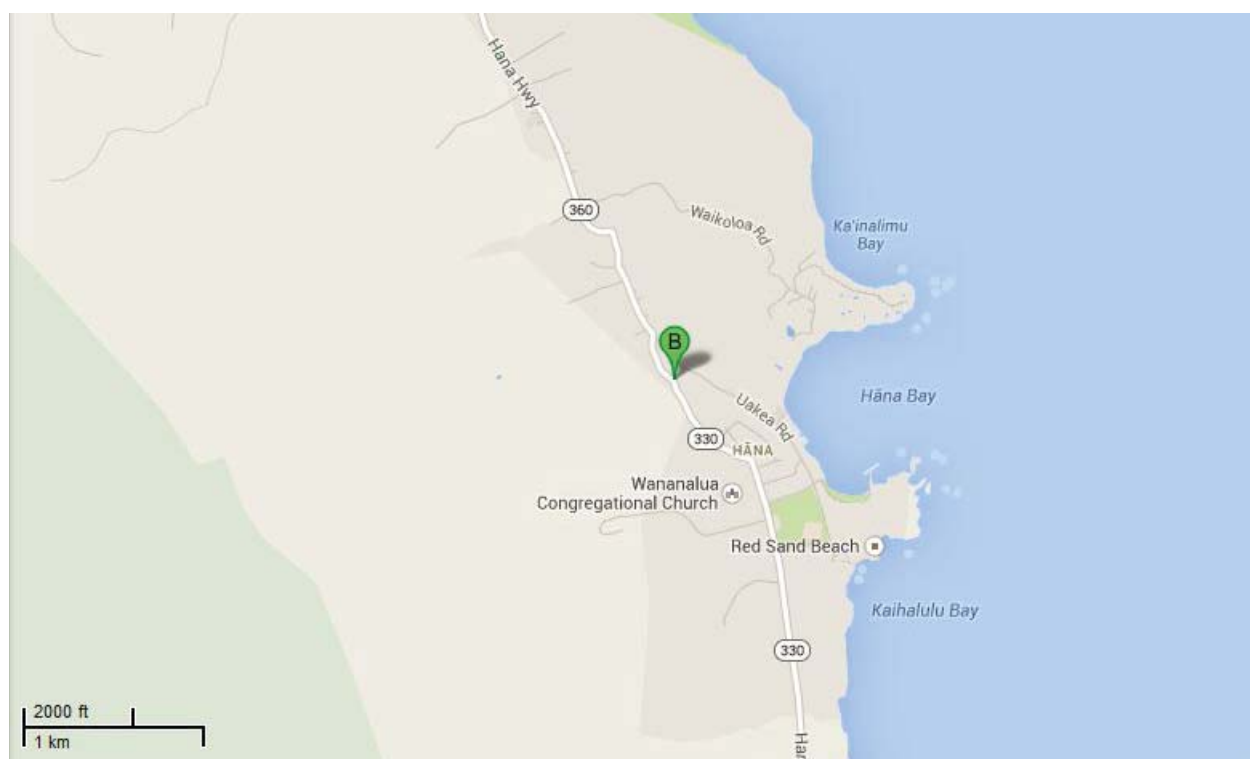 Hana Hwy
360
Waikoloa Rd
Ka'inalimu
Bay
B
Hāna Bay
Uakea Rd
330
HĀNA
Wananalua
Congregational Church
Red Sand Beach
Kaihalulu Bay
330
Har
2000 ft
1 km